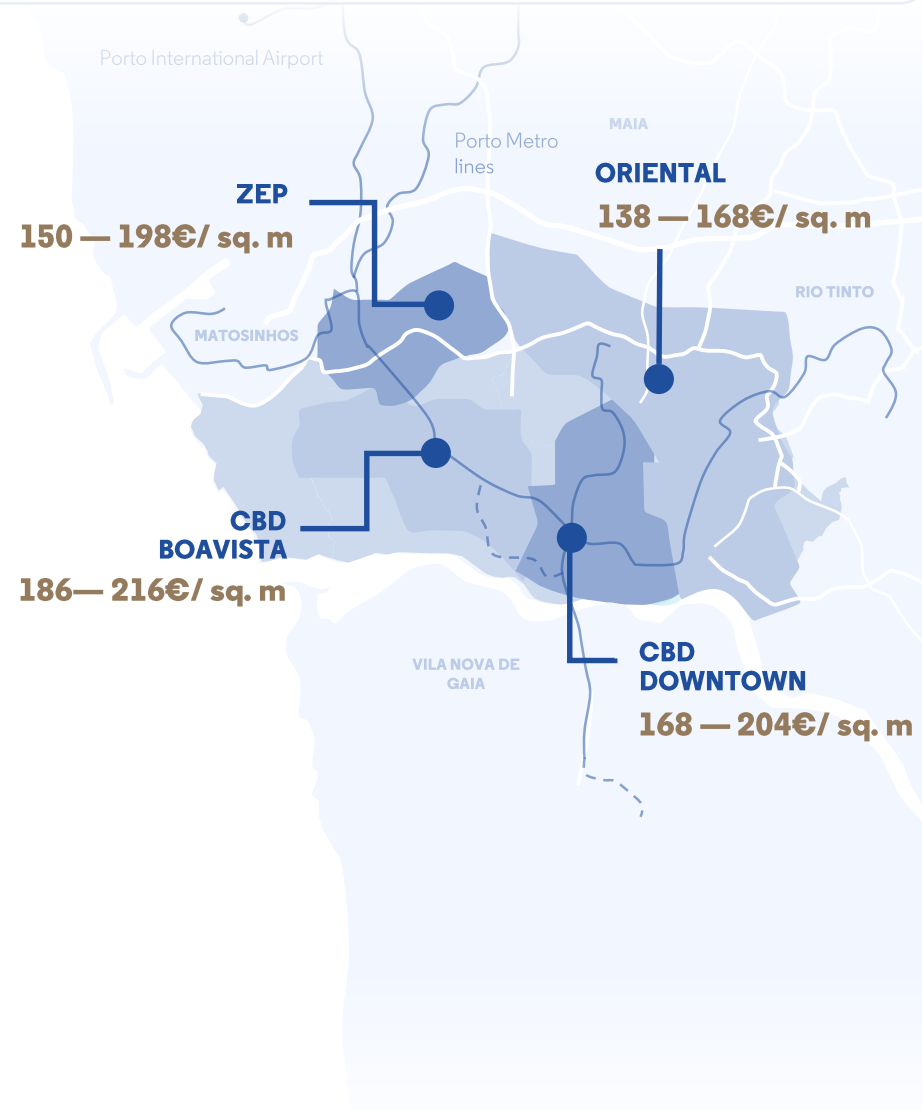 Porto International Airport
MAIA
Porto Metro
lines
ORIENTAL
138 — 168€/ sq. m
ZEP
150 — 198€/ sq. m
RIO TINTO
MATOSINHOS
CBD
BOAVISTA
186— 216€/ sq. m
CBD
DOWNTOWN
168 — 204€/ sq. m
VILA NOVA DE
GAIA